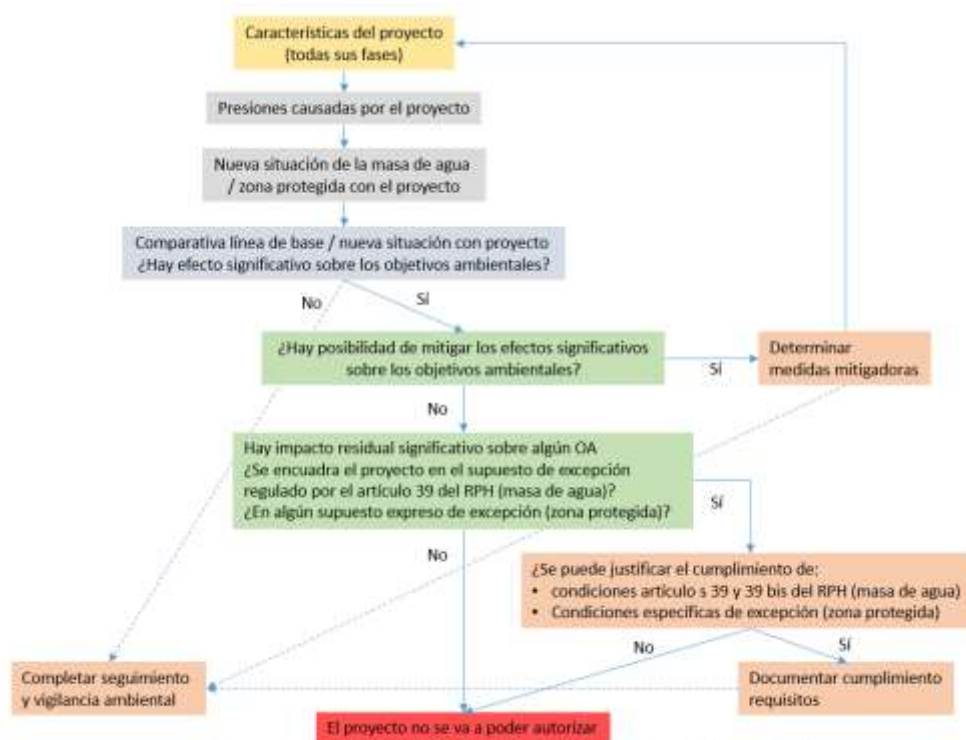 Características del proyecto
(todas sus fases)
Presiones causadas por el proyecto
Nueva situación de la masa de agua
/ zona protegida con el proyecto
Comparativa línea de base / nueva situación con proyecto
¿Hay efecto significativo sobre los objetivos ambientales?
No
Sí
¿Hay posibilidad de mitigar los efectos significativos
sobre los objetivos ambientales?
Sí
Determinar
medidas mitigadoras
No
Hay impacto residual significativo sobre algún OA
¿Se encuadra el proyecto en el supuesto de excepción
regulado por el artículo 39 del RPH (masa de agua)?
¿En algún supuesto expreso de excepción (zona protegida)?
Sí
No
¿Se puede justificar el cumplimiento de:
• condiciones artículo s 39 y 39 bis del RPH (masa de agua)
• Condiciones específicas de excepción (zona protegida)
No
Sí
Completar seguimiento
y vigilancia ambiental
Documentar cumplimiento
requisitos
El proyecto no se va a poder autorizar